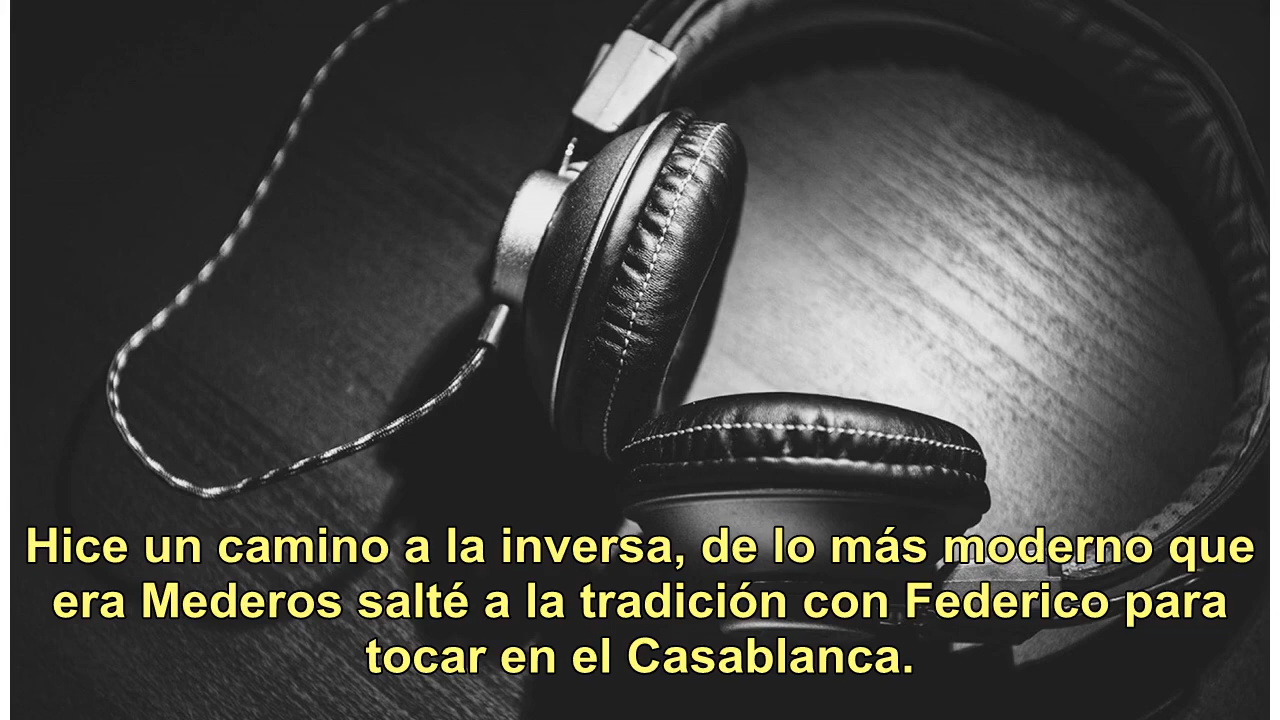 Hice un camino a la inversa, de lo más moderno que
era Mederos salté a la tradición con Federico para
tocar en el Casablanca.